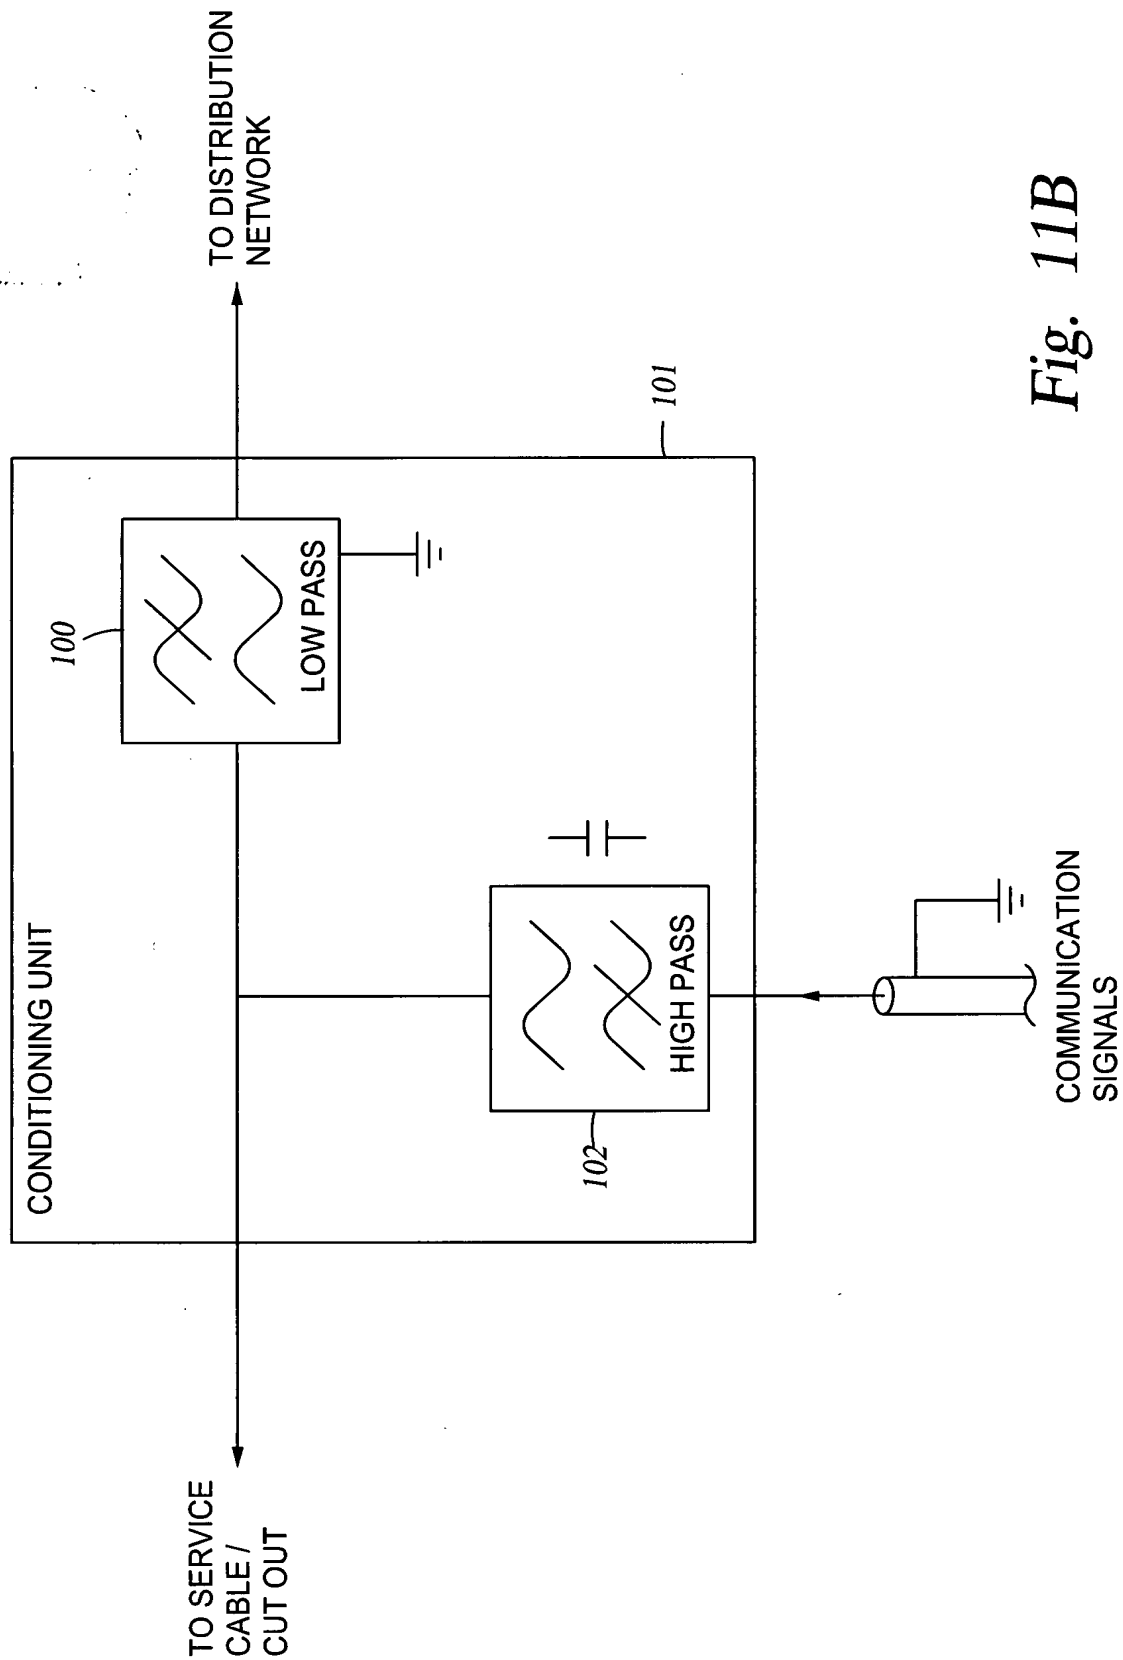 CONDITIONING UNIT
TO SERVICE
CABLE /
CUT OUT
100
LOW PASS
TO DISTRIBUTION
NETWORK
102
HIGH PASS
101
COMMUNICATION
SIGNALS
Fig. 11B